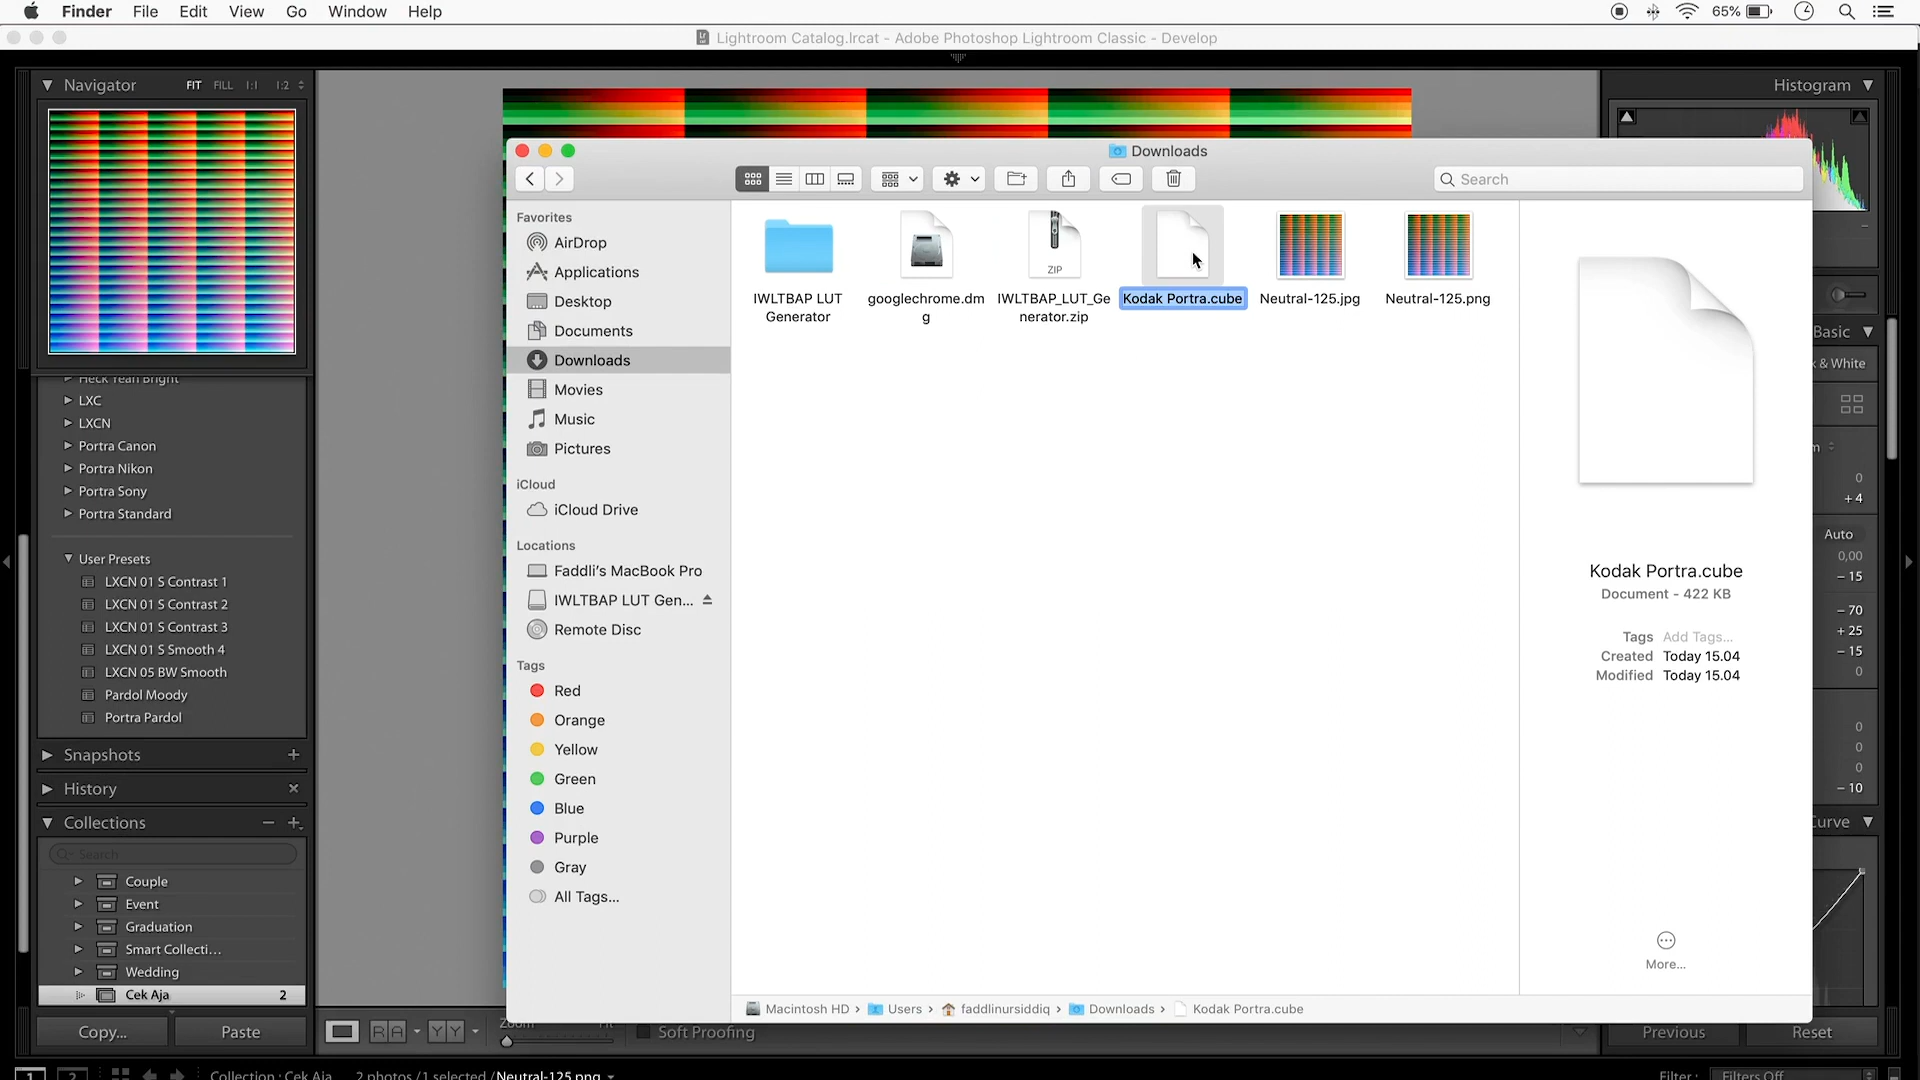 Finder File Edit View Go Window Help 65%
Lightroom Catalog.lrcat - Adobe Photoshop Lightroom Classic - Develop
Navigator FIT FILL 1:1 1:2
Histogram
Downloads
Search
Favorites
AirDrop
Applications
Desktop
Documents
Downloads
Movies
Music
Pictures
iCloud
iCloud Drive
Locations
Faddli's MacBook Pro
IWLTBAP LUT Gen...
Remote Disc
Tags
Red
Orange
Yellow
Green
Blue
Purple
Gray
All Tags...
ZIP
IWLTBAP LUT
Generator
googlechrome.dm
g
IWLTBAP_LUT_Ge
nerator.zip
Kodak Portra.cube
Neutral-125.jpg
Neutral-125.png
Kodak Portra.cube
Document - 422 KB
Tags Add Tags...
Created Today 15.04
Modified Today 15.04
More...
Macintosh HD › Users › faddlinursiddiq › Downloads › Kodak Portra.cube
Heck Yeah Bright
LXC
LXCN
Portra Canon
Portra Nikon
Portra Sony
Portra Standard
User Presets
LXCN 01 S Contrast 1
LXCN 01 S Contrast 2
LXCN 01 S Contrast 3
LXCN 01 S Smooth 4
LXCN 05 BW Smooth
Pardol Moody
Portra Pardol
Snapshots +
History ×
Collections − +
Search
Couple
Event
Graduation
Smart Collecti...
Wedding
Cek Aja 2
Copy... Paste
R A Y Y
Zoom Fit
Soft Proofing
Basic
k & White
0
+ 4
Auto
0,00
– 15
– 70
+ 25
– 15
0
0
0
0
– 10
Curve
Previous Reset
1 2 Collection : Cek Aja 2 photos / 1 selected / Neutral-125.png
Filter : Filters Off